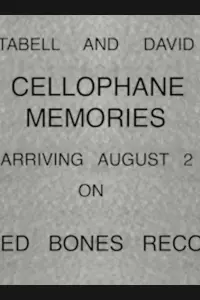 TABELL AND DAVID
CELLOPHANE
MEMORIES
ARRIVING AUGUST 2
ON
ED BONES RECO